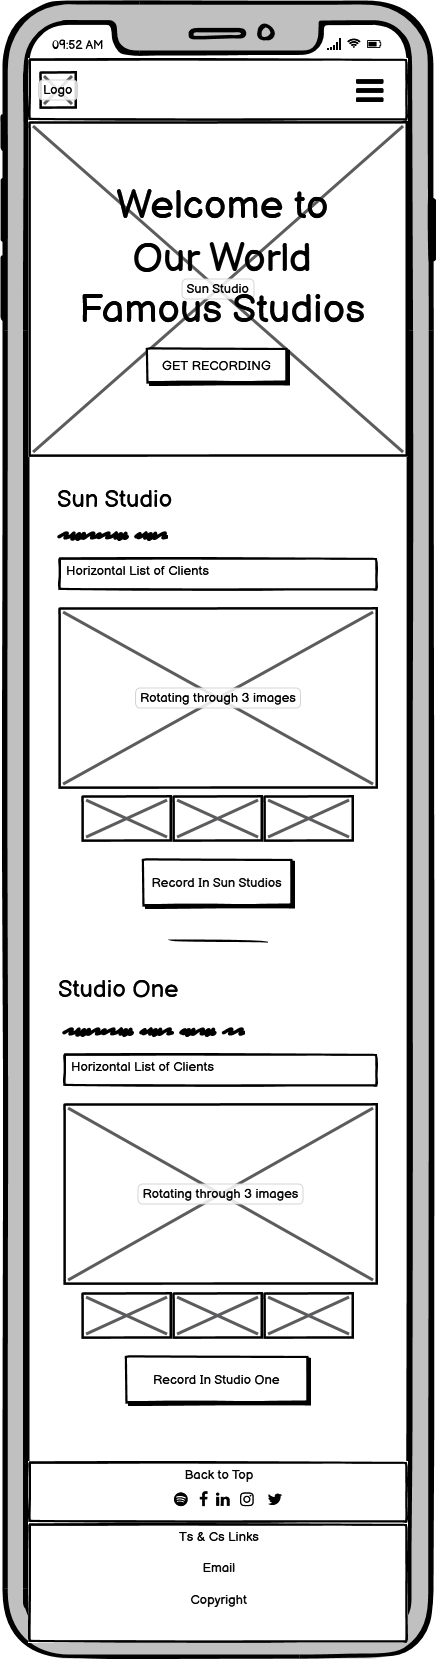 09:52 AM
Logo
Welcome to
Our World
Sun Studio
Famous Studios
GET RECORDING
Sun Studio
Horizontal List of Clients
Rotating through 3 images
Record In Sun Studios
Studio One
Horizontal List of Clients
Rotating through 3 images
Record In Studio One
Back to Top
Ts & Cs Links
Email
Copyright